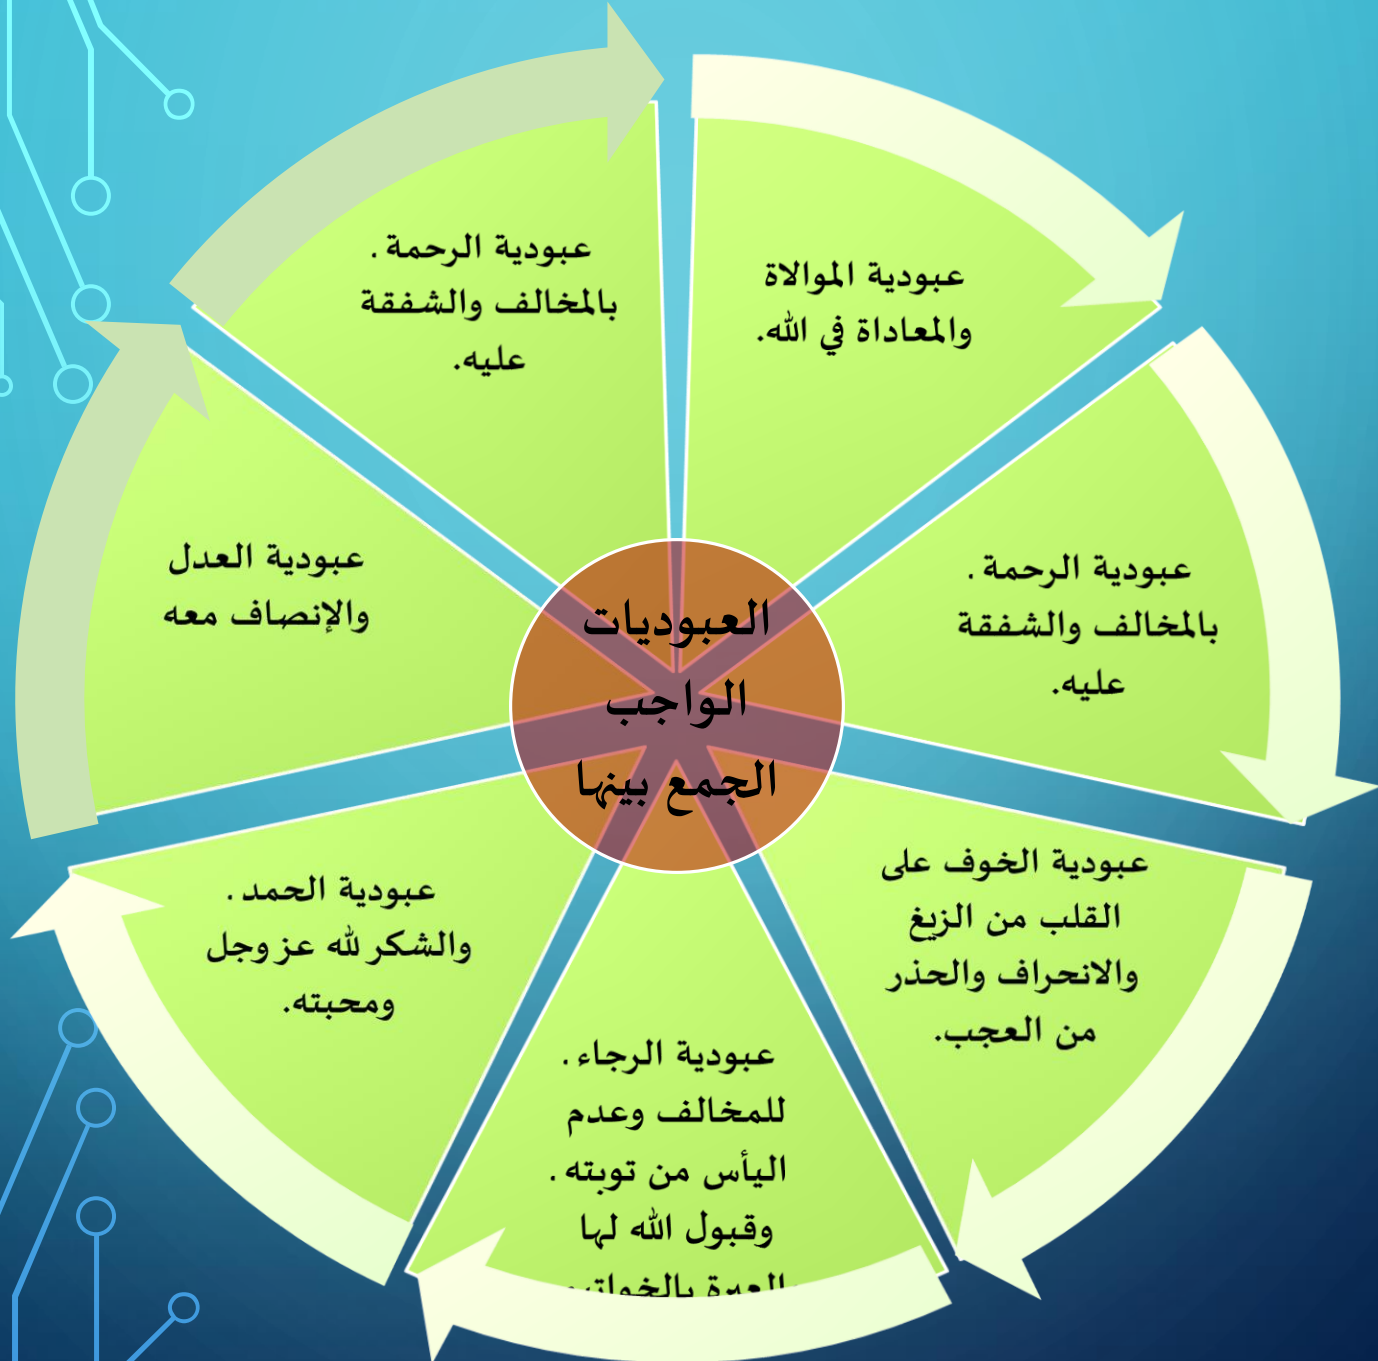 العبوديات
الواجب
الجمع بينها
عبودية الموالاة
والمعاداة في الله.
عبودية الرحمة .
بالمخالف والشفقة
عليه.
عبودية الخوف على
القلب من الزيغ
والانحراف والحذر
من العجب.
عبودية الرجاء .
للمخالف وعدم
اليأس من توبته .
وقبول الله لها
عبودية الحمد .
والشكر لله عز وجل
ومحبته.
عبودية العدل
والإنصاف معه
عبودية الرحمة .
بالمخالف والشفقة
عليه.